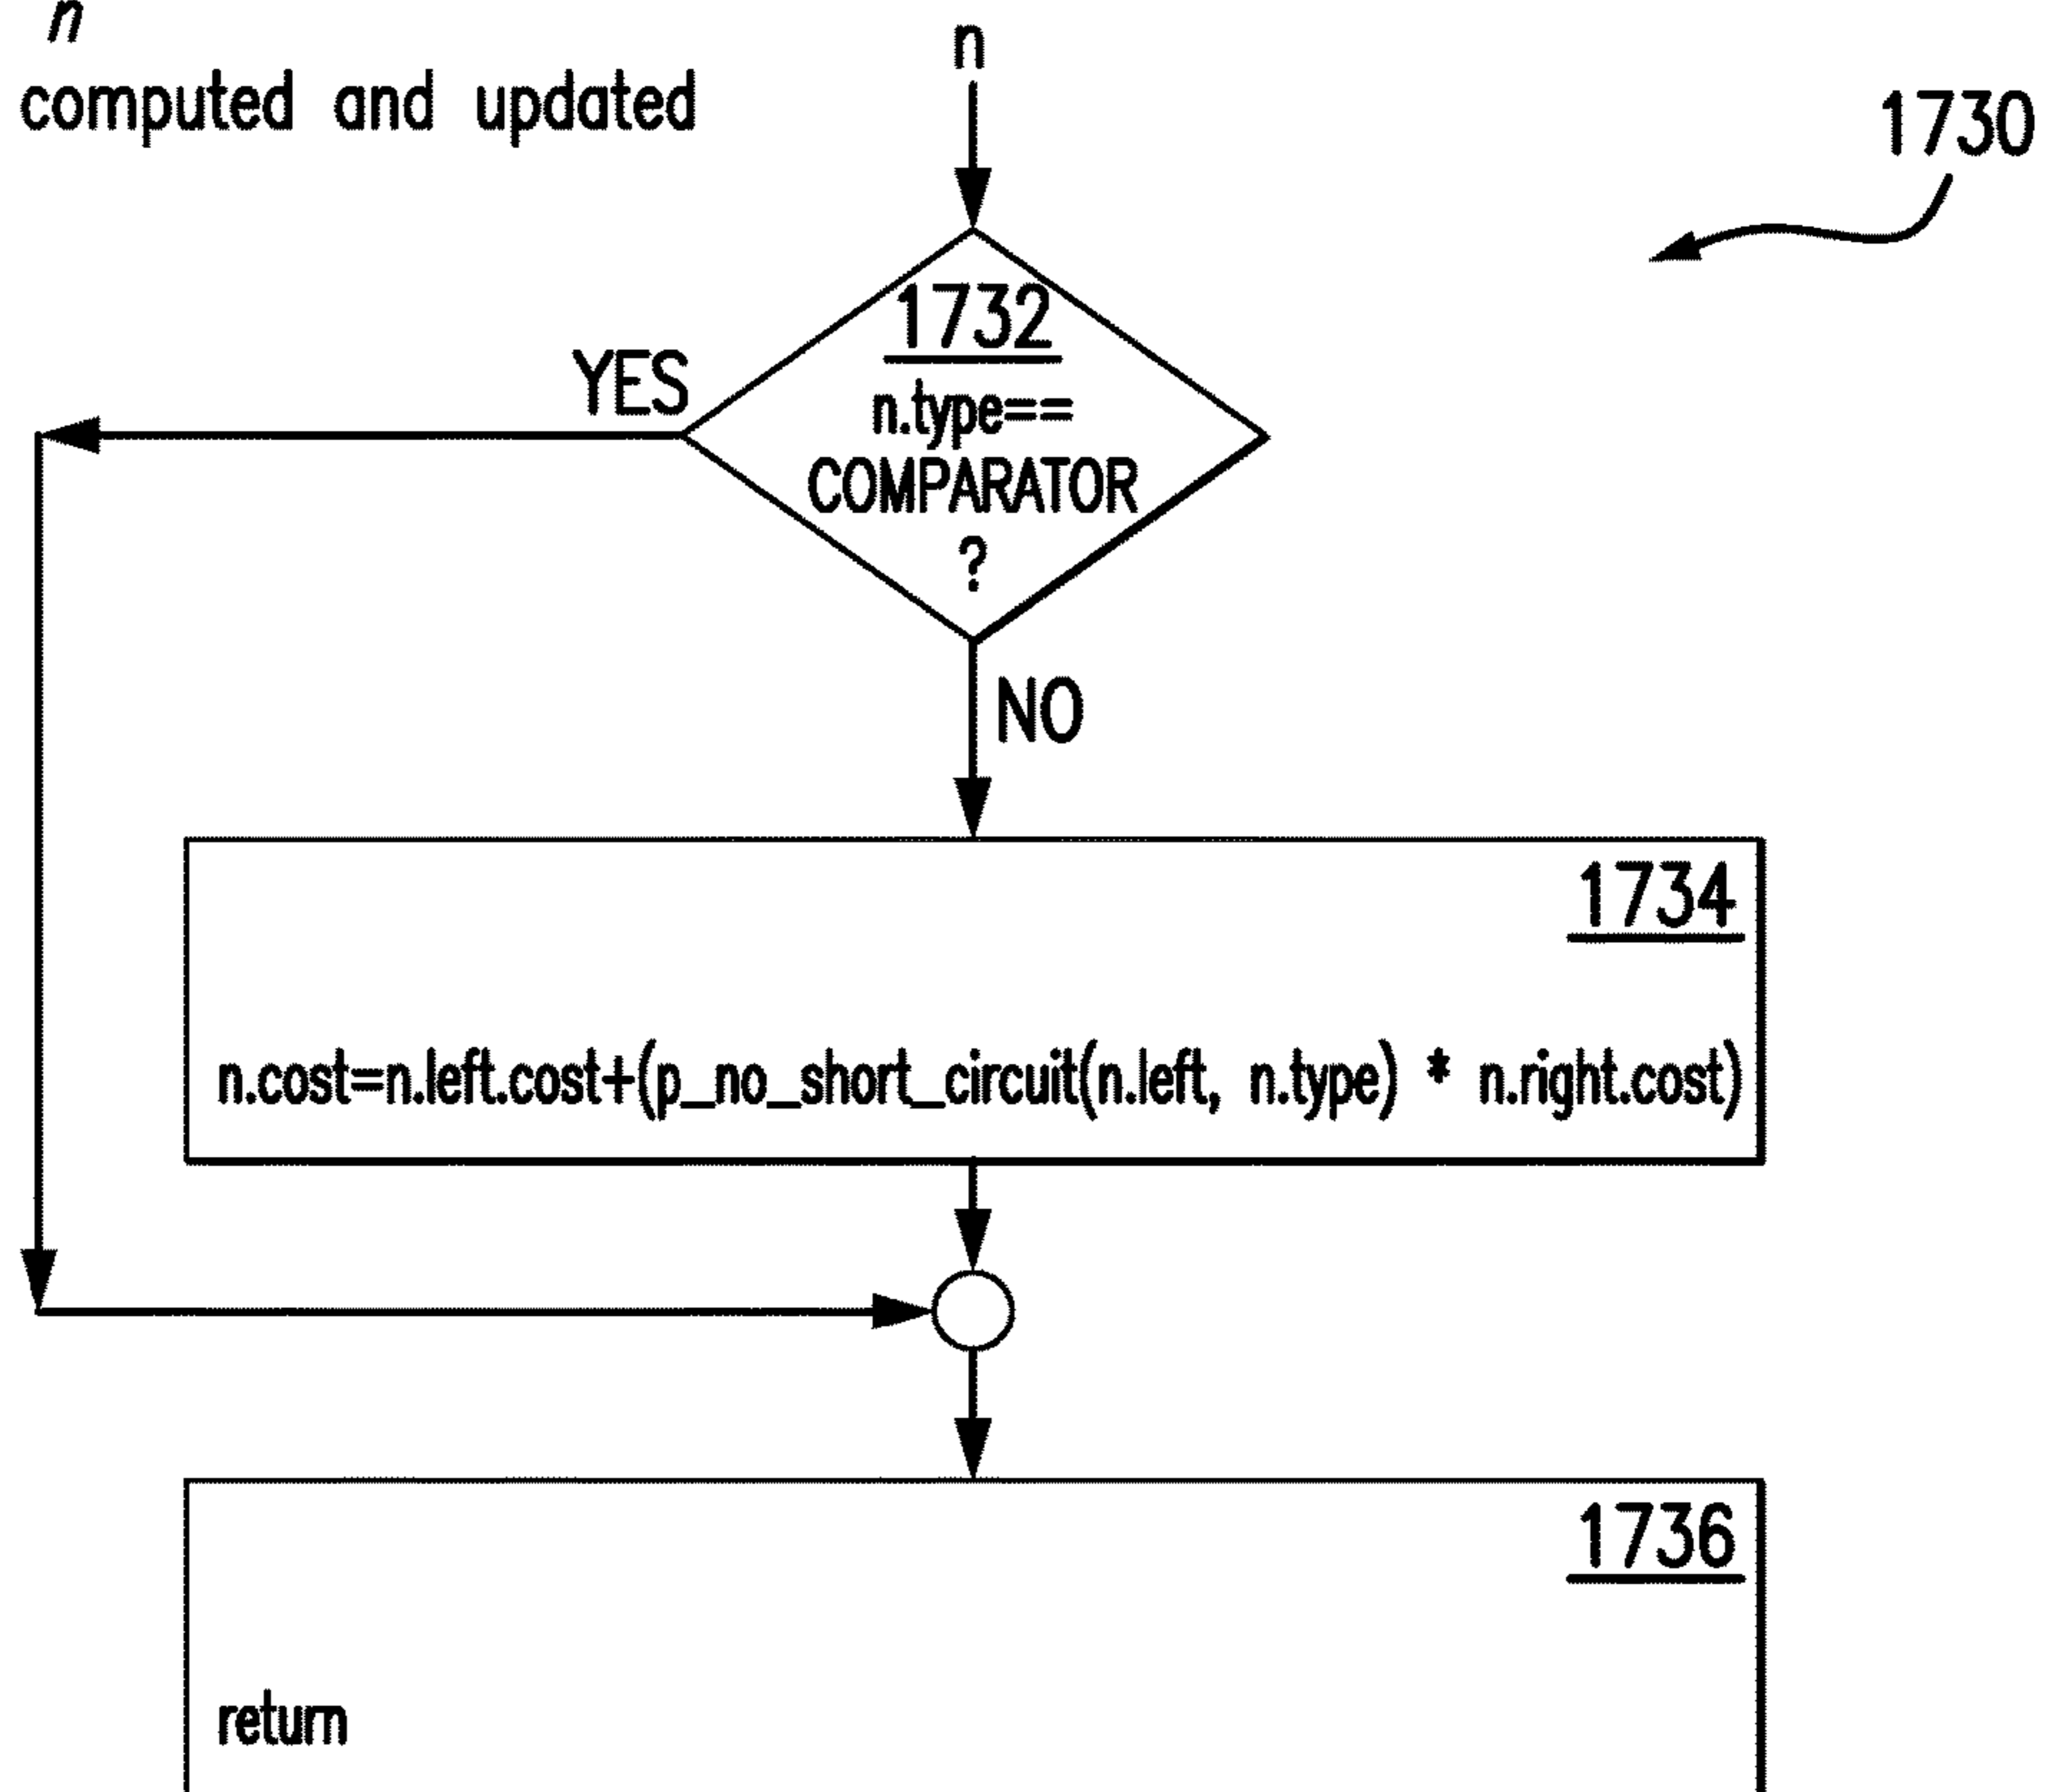 n
computed and updated
n
1730
1732
n.type==
COMPARATOR
?
YES
NO
1734
n.cost=n.left.cost+(p_no_short_circuit(n.left, n.type) * n.right.cost)
1736
return